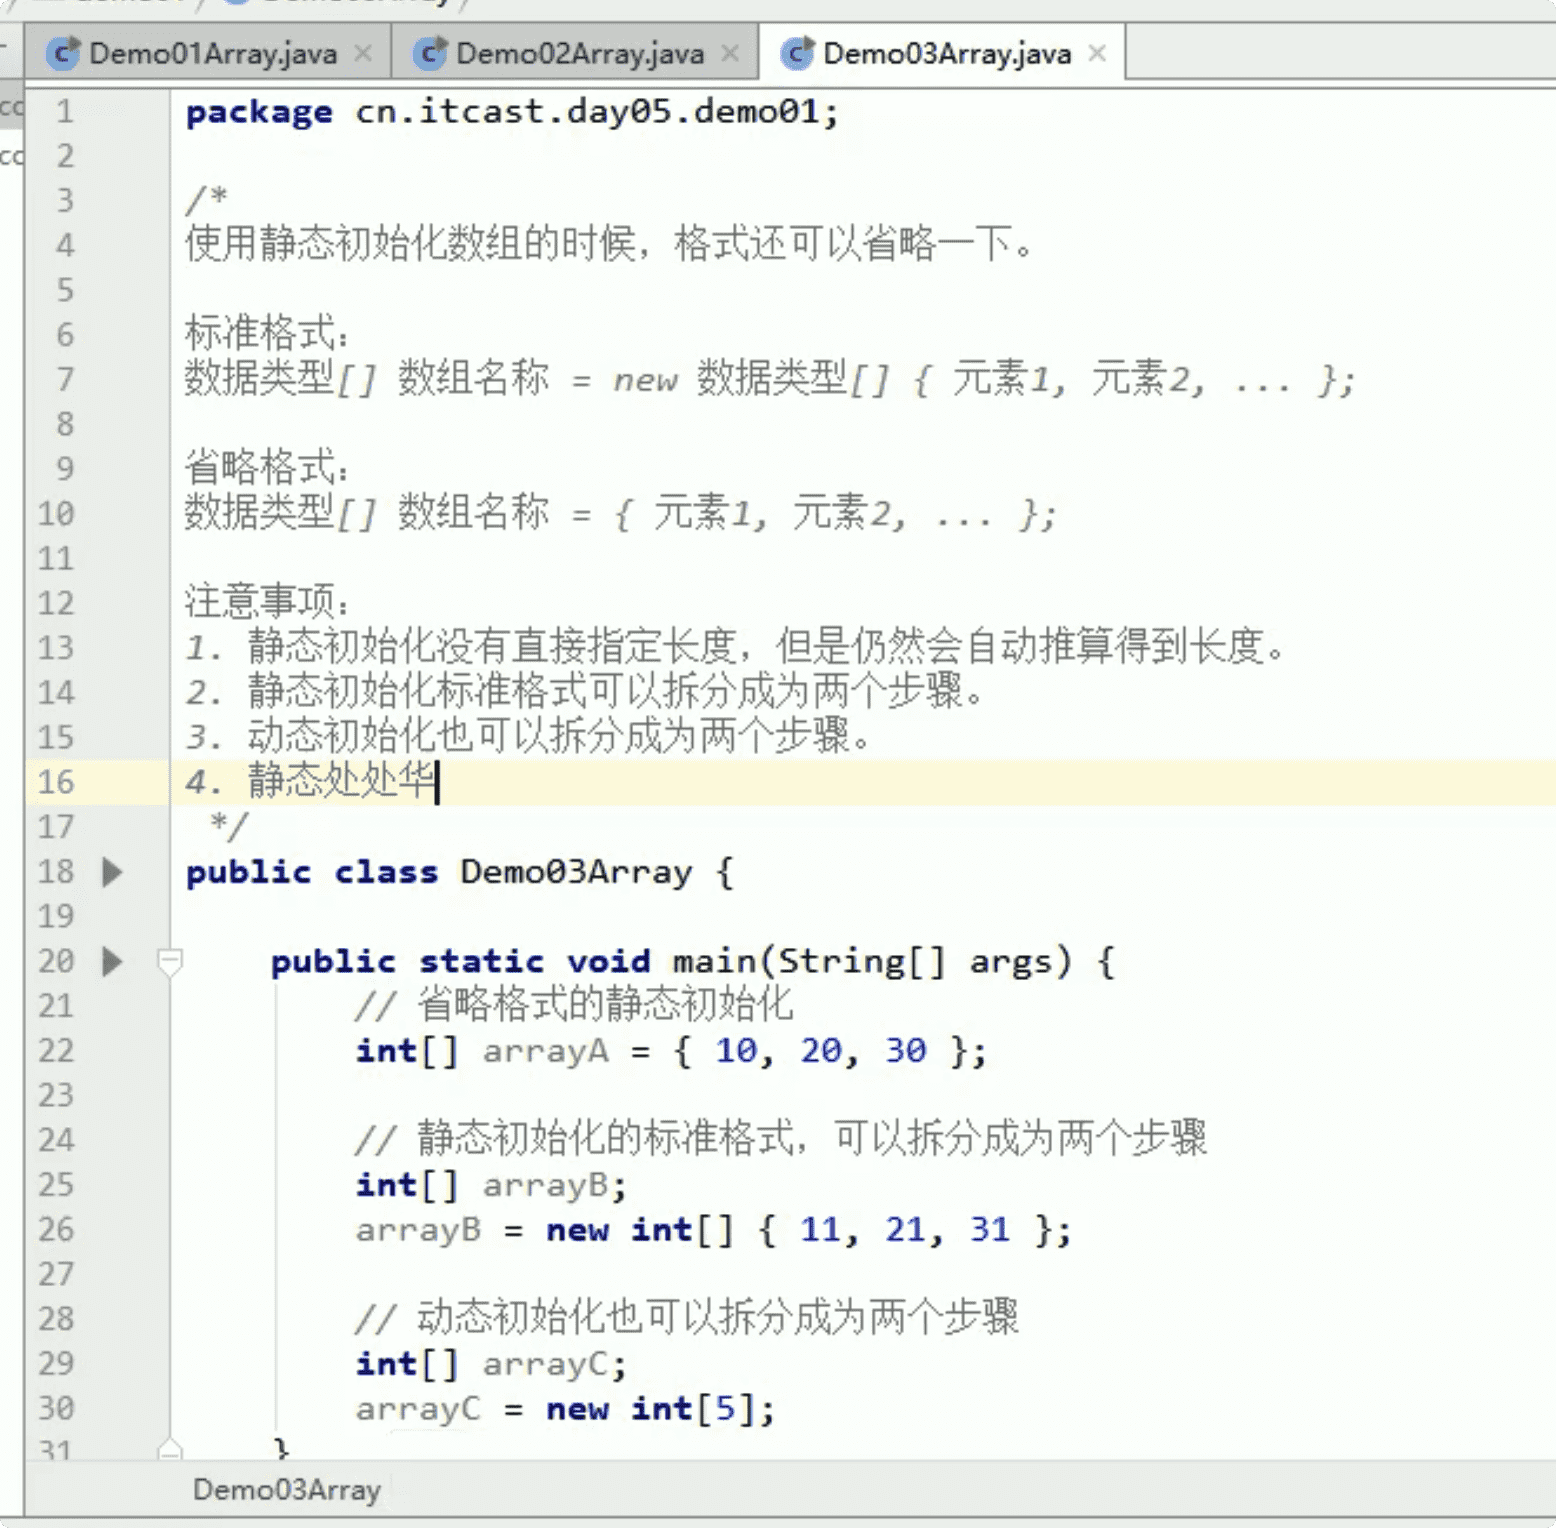 Demo01Array.java × Demo02Array.java × Demo03Array.java ×
1 package cn.itcast.day05.demo01;
2
3 /*
4 使用静态初始化数组的时候，格式还可以省略一下。
5
6 标准格式：
7 数据类型[] 数组名称 = new 数据类型[] { 元素1, 元素2, ... };
8
9 省略格式：
10 数据类型[] 数组名称 = { 元素1, 元素2, ... };
11
12 注意事项：
13 1. 静态初始化没有直接指定长度，但是仍然会自动推算得到长度。
14 2. 静态初始化标准格式可以拆分成为两个步骤。
15 3. 动态初始化也可以拆分成为两个步骤。
16 4. 静态处处华
17 */
18 public class Demo03Array {
19
20 public static void main(String[] args) {
21 // 省略格式的静态初始化
22 int[] arrayA = { 10, 20, 30 };
23
24 // 静态初始化的标准格式，可以拆分成为两个步骤
25 int[] arrayB;
26 arrayB = new int[] { 11, 21, 31 };
27
28 // 动态初始化也可以拆分成为两个步骤
29 int[] arrayC;
30 arrayC = new int[5];
31 }
Demo03Array